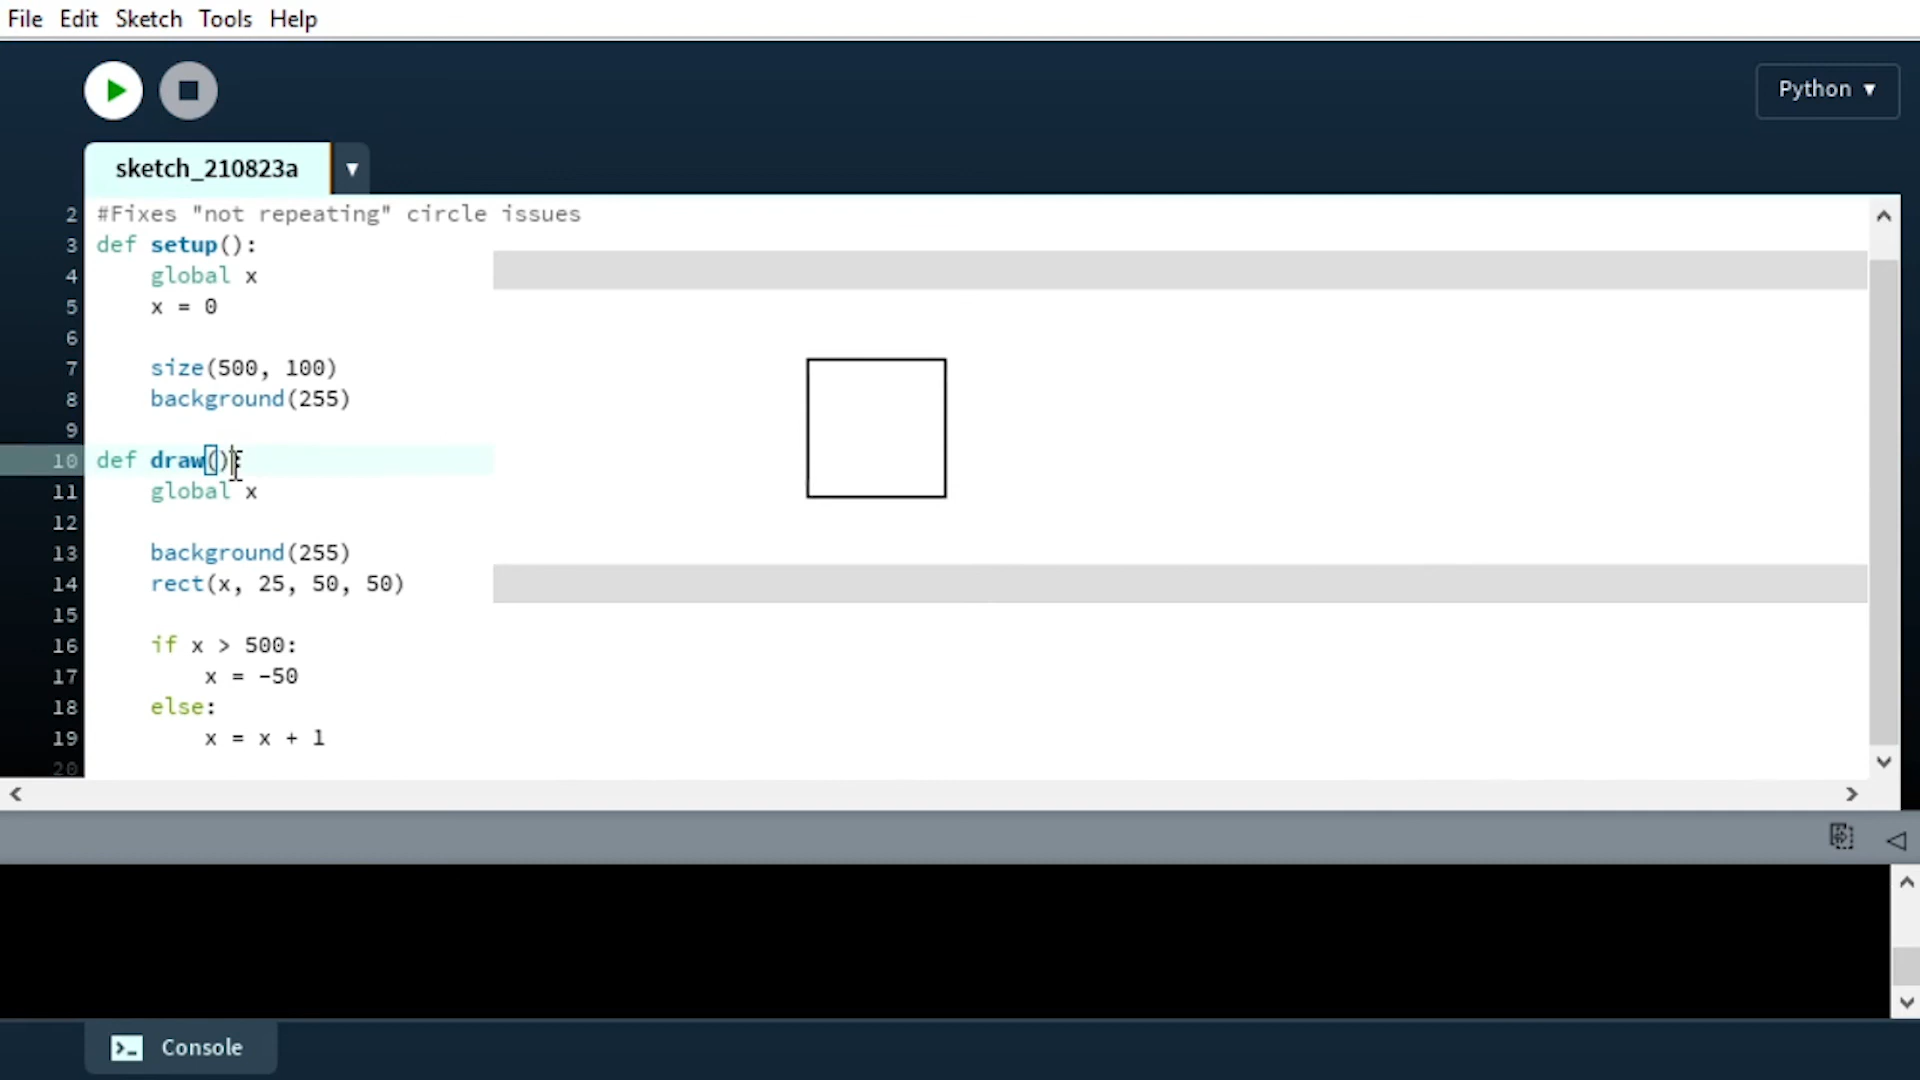 File Edit Sketch Tools Help
Python ▼
sketch_210823a ▼
2 #Fixes "not repeating" circle issues
3 def setup():
4     global x
5     x = 0
6
7     size(500, 100)
8     background(255)
9
10 def draw():
11     global x
12
13     background(255)
14     rect(x, 25, 50, 50)
15
16     if x > 500:
17         x = -50
18     else:
19         x = x + 1
20
Console